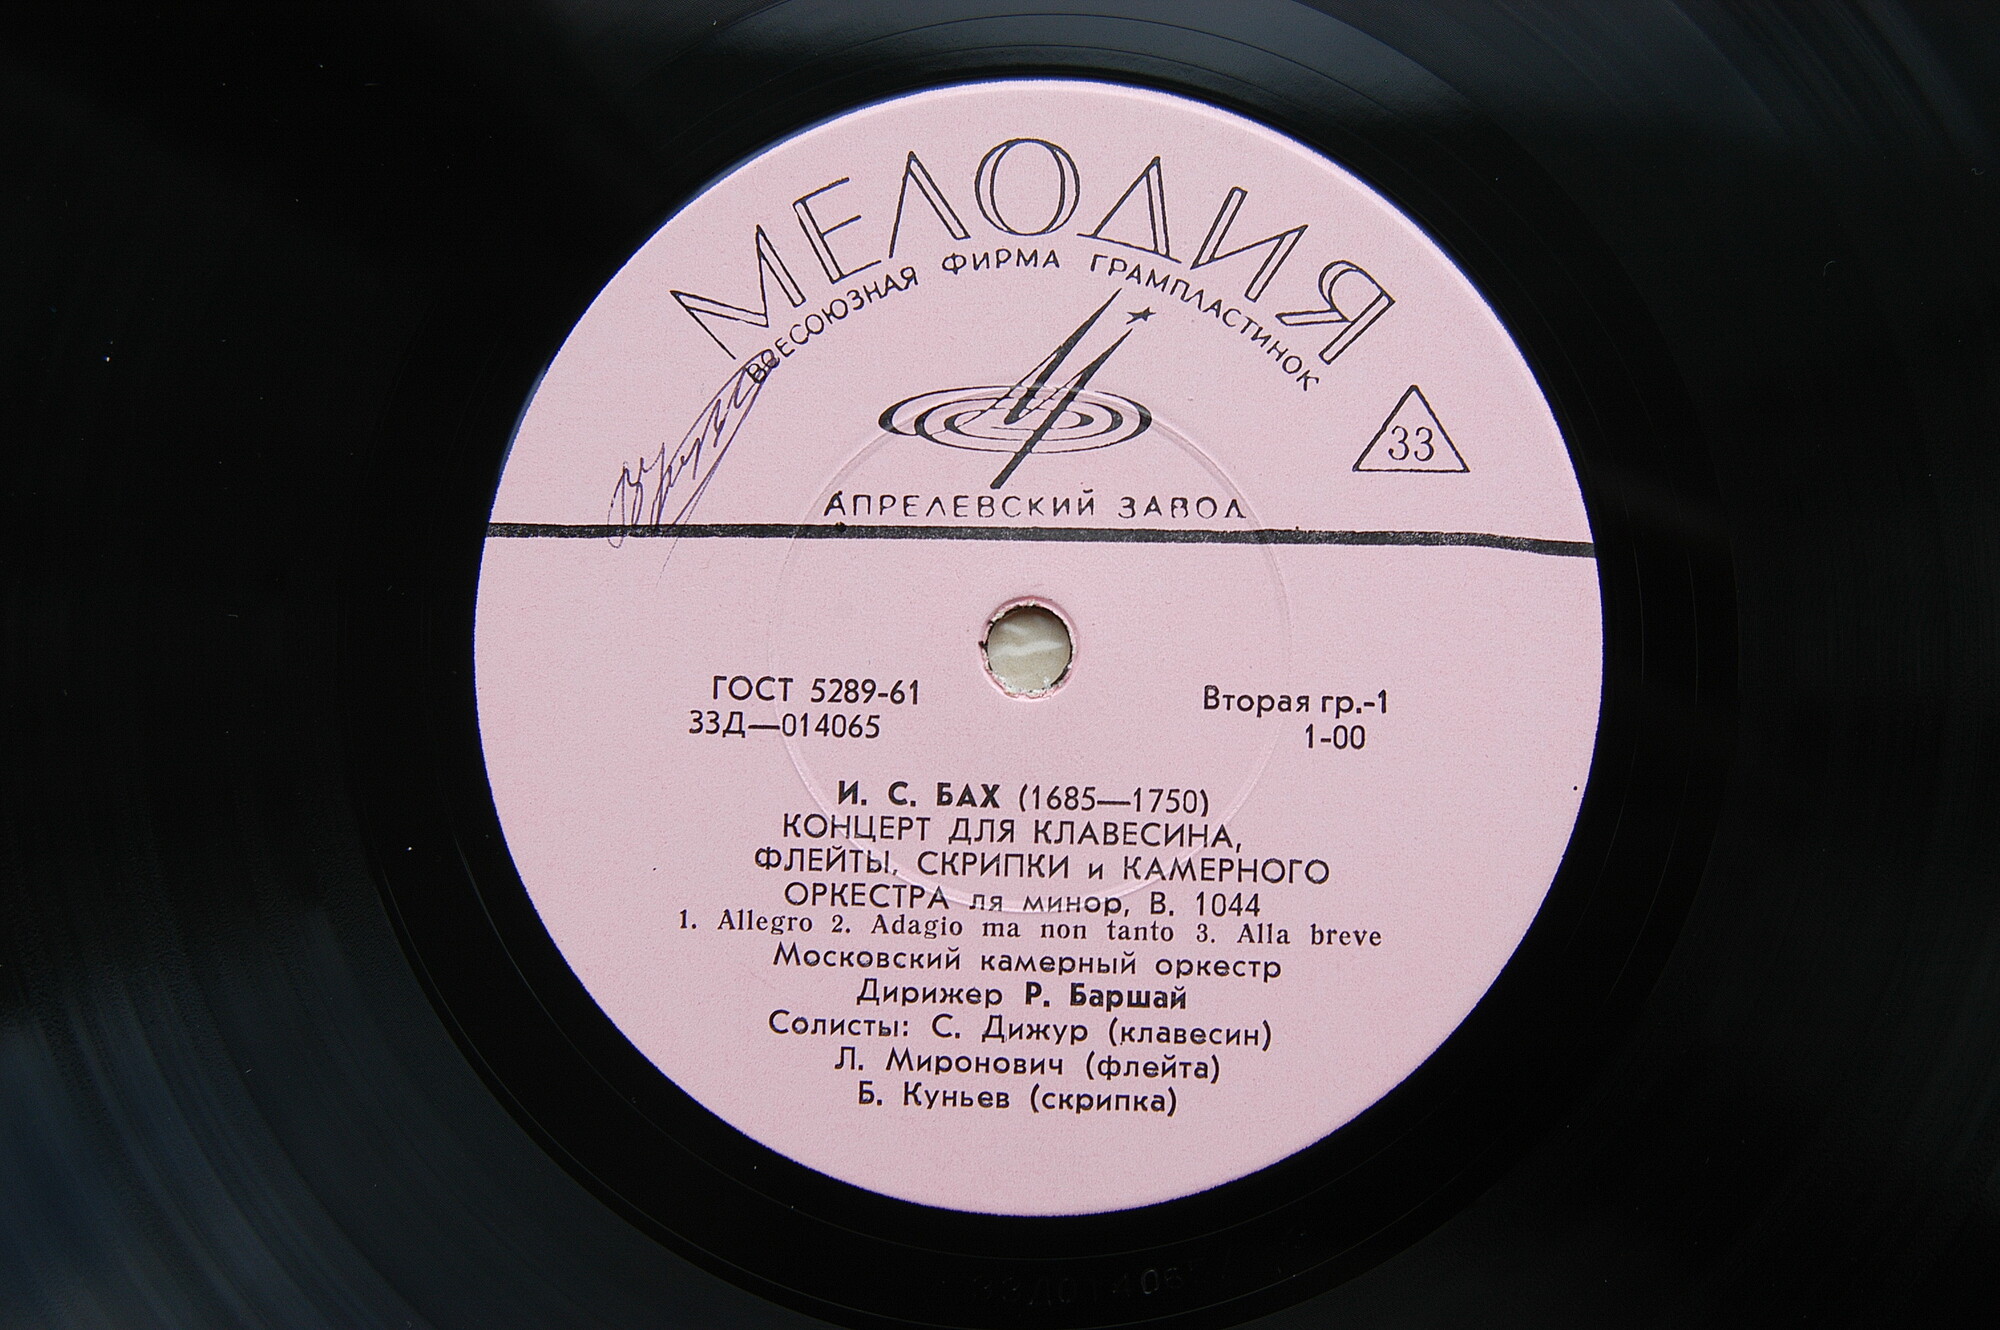 МЕЛОДИЯ
ВСЕСОЮЗНАЯ ФИРМА ГРАМПЛАСТИНОК
33
АПРЕЛЕВСКИЙ ЗАВОД
ГОСТ 5289-61
Вторая гр.-1
33Д—014065
1-00
И. С. БАХ (1685—1750)
КОНЦЕРТ ДЛЯ КЛАВЕСИНА,
ФЛЕЙТЫ, СКРИПКИ и КАМЕРНОГО
ОРКЕСТРА ля минор, В. 1044
1. Allegro 2. Adagio ma non tanto 3. Alla breve
Московский камерный оркестр
Дирижер Р. Баршай
Солисты: С. Дижур (клавесин)
Л. Миронович (флейта)
Б. Куньев (скрипка)